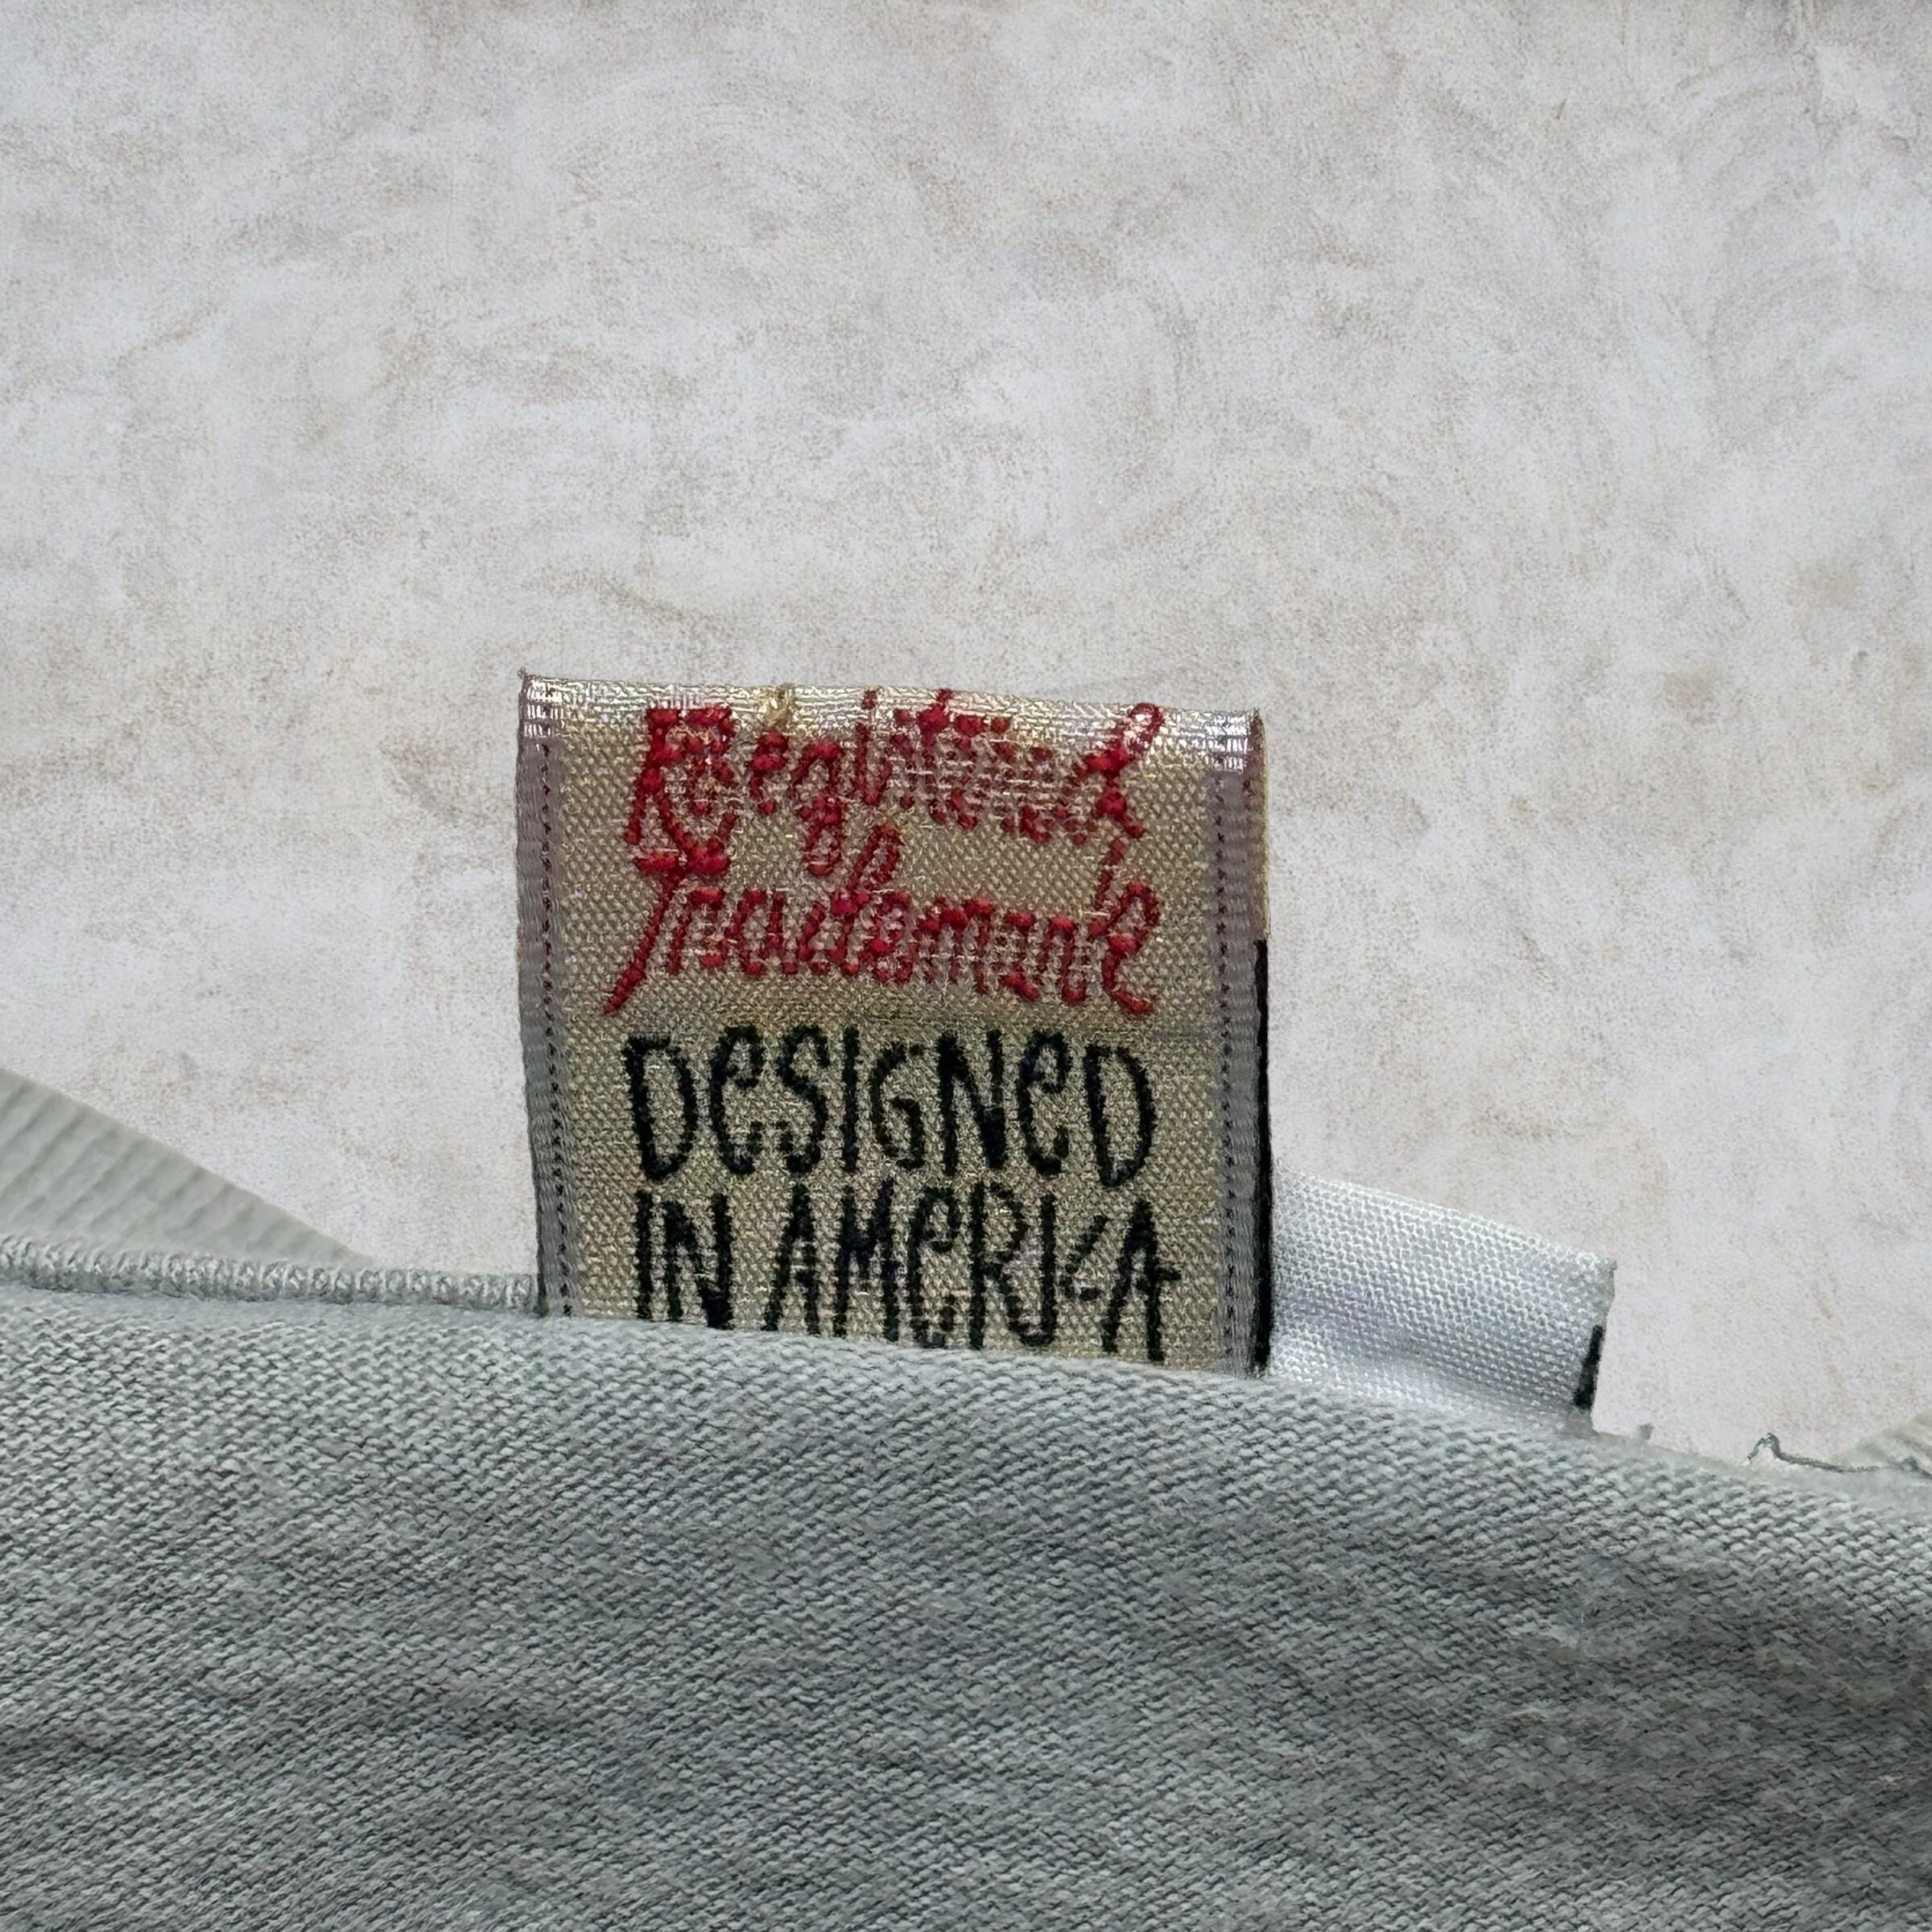 Registered
Trademark
DESIGNED
IN AMERICA